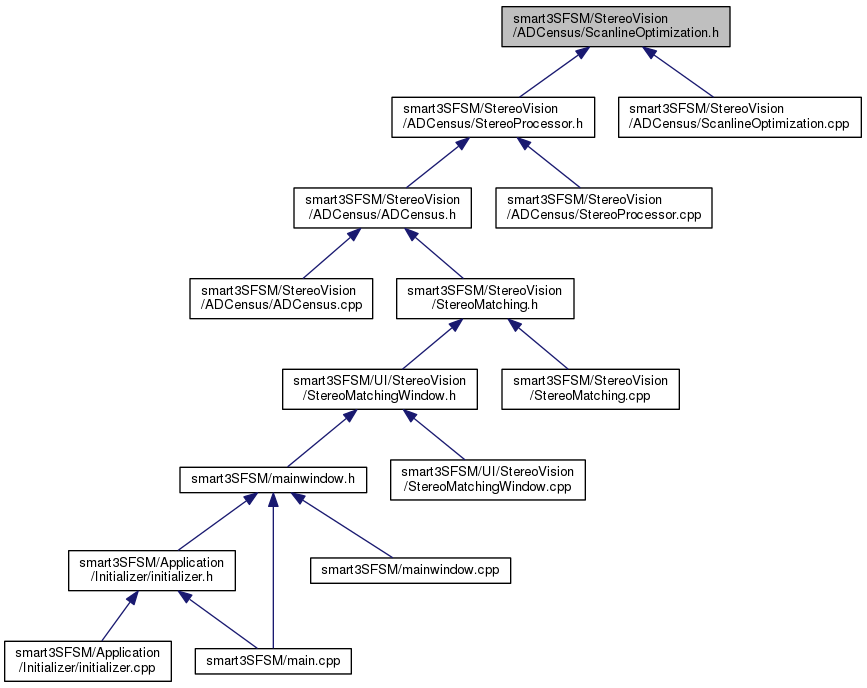 smart3SFSM/StereoVision
/ADCensus/ScanlineOptimization.h
smart3SFSM/StereoVision
/ADCensus/StereoProcessor.h
smart3SFSM/StereoVision
/ADCensus/ScanlineOptimization.cpp
smart3SFSM/StereoVision
/ADCensus/ADCensus.h
smart3SFSM/StereoVision
/ADCensus/StereoProcessor.cpp
smart3SFSM/StereoVision
/ADCensus/ADCensus.cpp
smart3SFSM/StereoVision
/StereoMatching.h
smart3SFSM/UI/StereoVision
/StereoMatchingWindow.h
smart3SFSM/StereoVision
/StereoMatching.cpp
smart3SFSM/mainwindow.h
smart3SFSM/UI/StereoVision
/StereoMatchingWindow.cpp
smart3SFSM/Application
/Initializer/initializer.h
smart3SFSM/mainwindow.cpp
smart3SFSM/Application
/Initializer/initializer.cpp
smart3SFSM/main.cpp